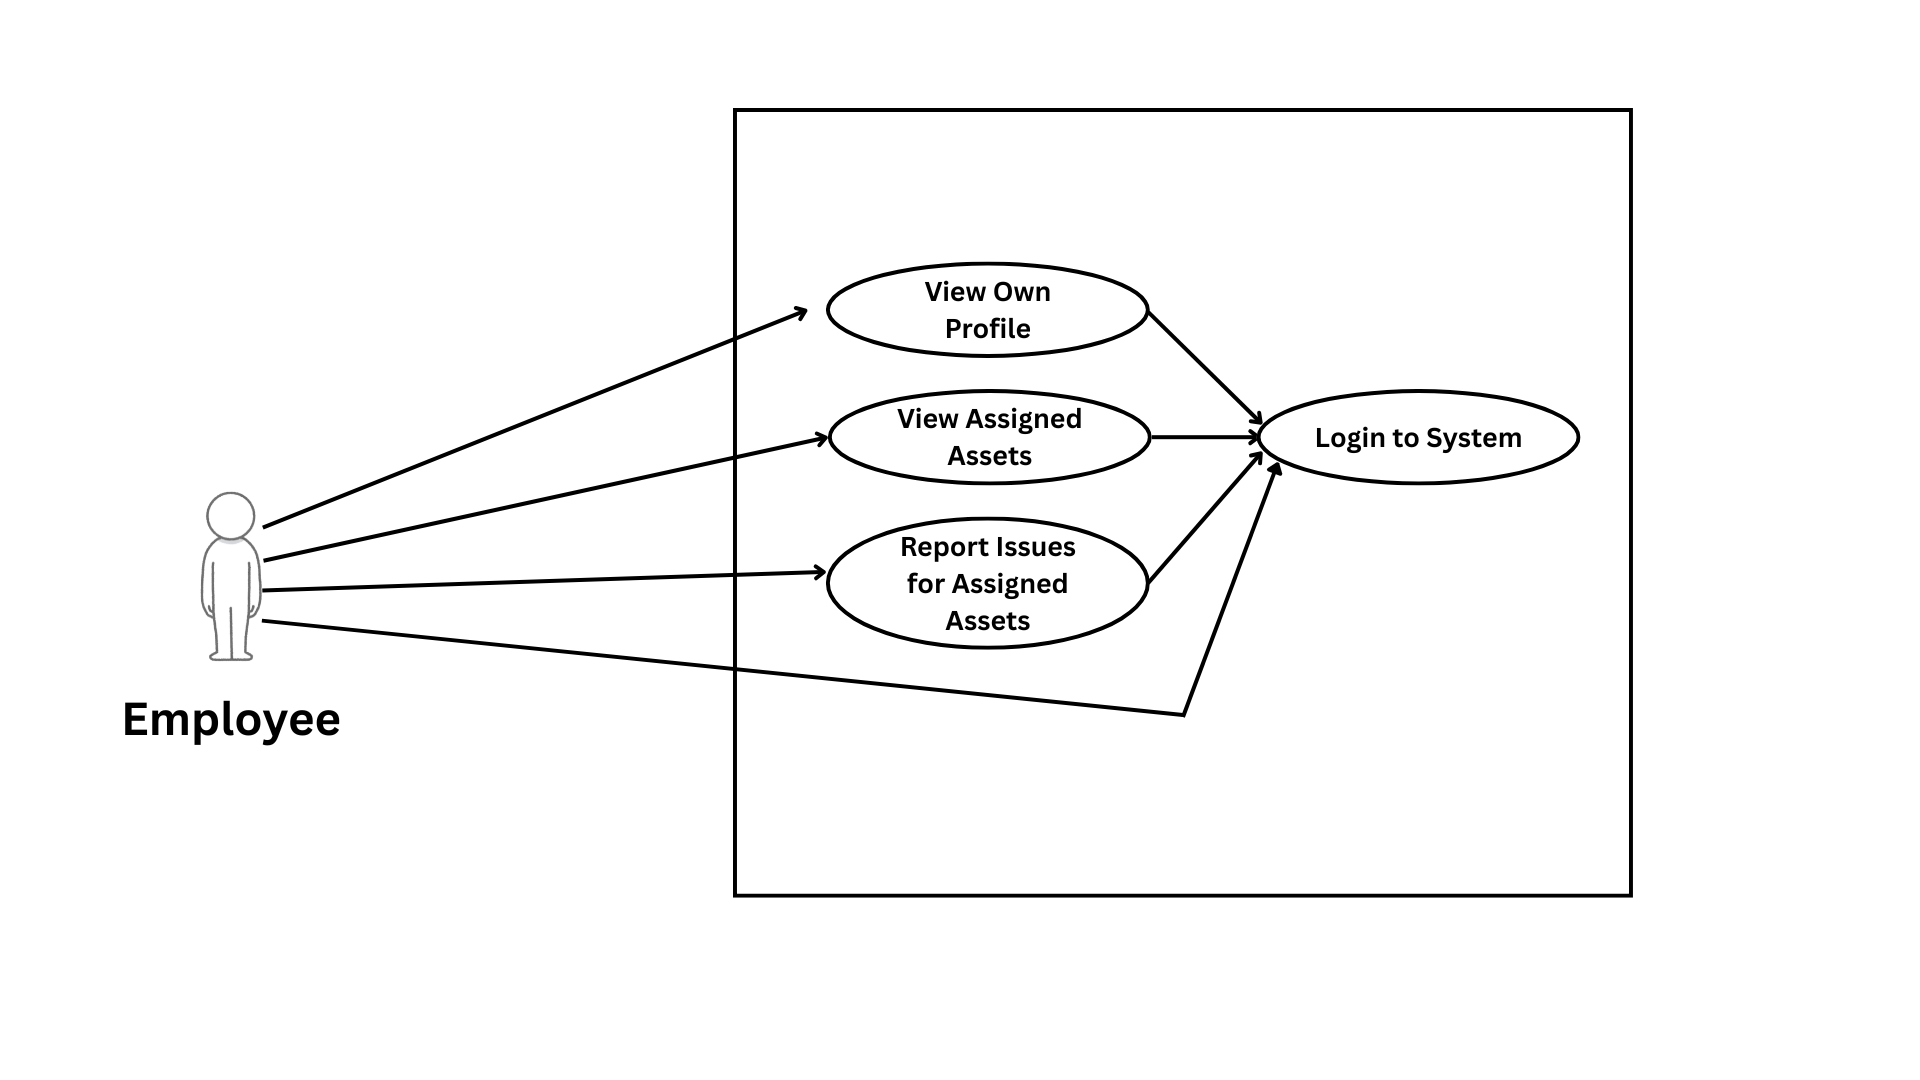 View Own
Profile
View Assigned
Assets
Login to System
Report Issues
for Assigned
Assets
Employee